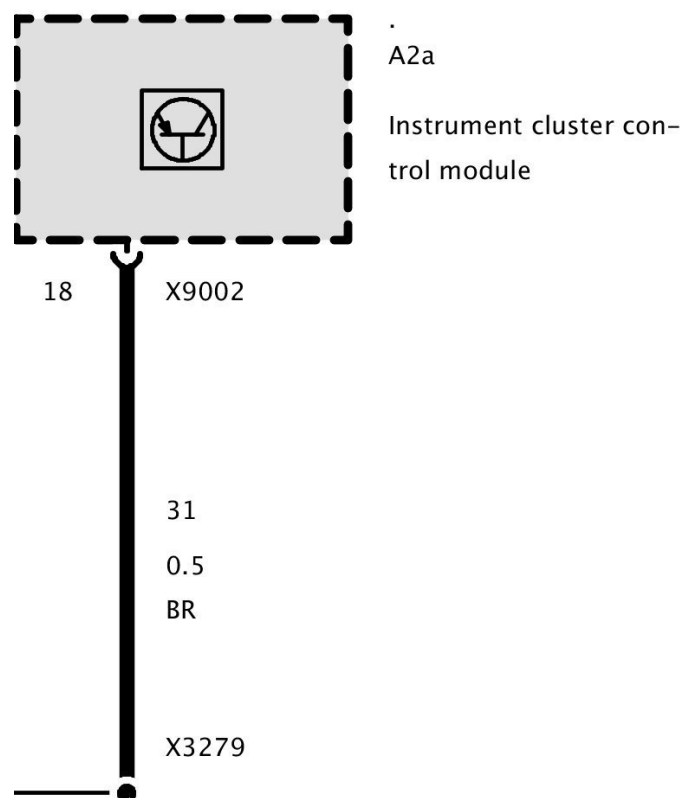 .
A2a
Instrument cluster con-
trol module
18 X9002
31
0.5
BR
X3279